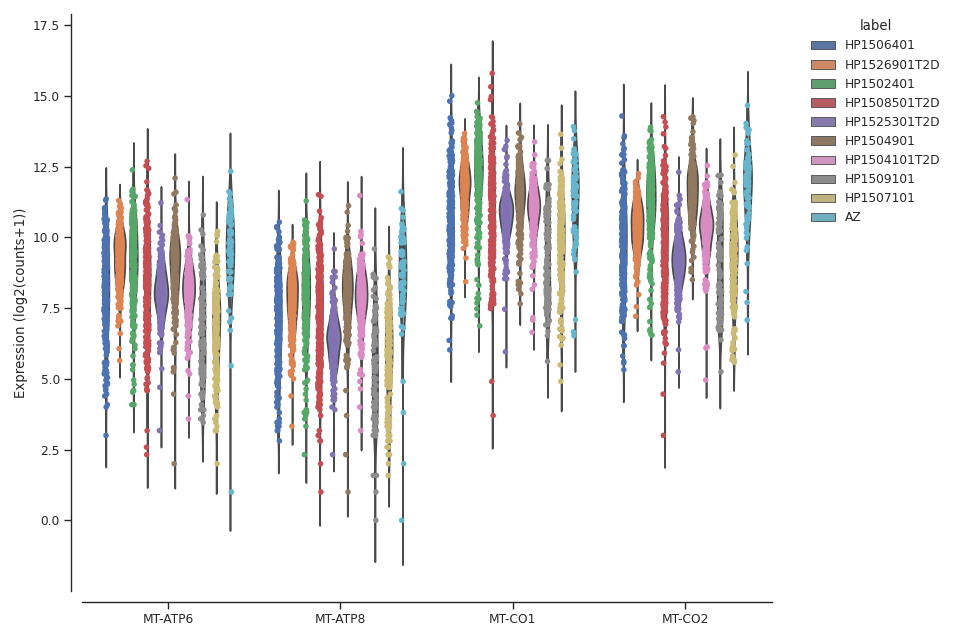 17.5
15.0
12.5
10.0
7.5
5.0
2.5
0.0
Expression (log2(counts+1))
MT-ATP6
MT-ATP8
MT-CO1
MT-CO2
label
HP1506401
HP1526901T2D
HP1502401
HP1508501T2D
HP1525301T2D
HP1504901
HP1504101T2D
HP1509101
HP1507101
AZ